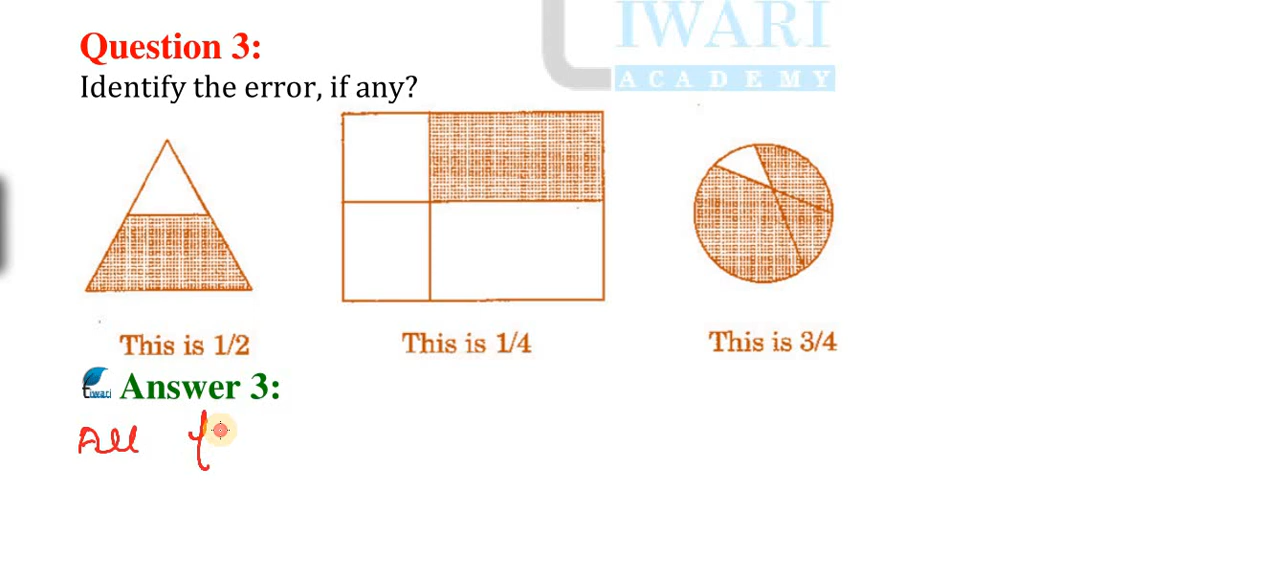 IWARI
ACADEMY
Question 3:
Identify the error, if any?
This is 1/2 This is 1/4 This is 3/4
tiwari Answer 3:
All f